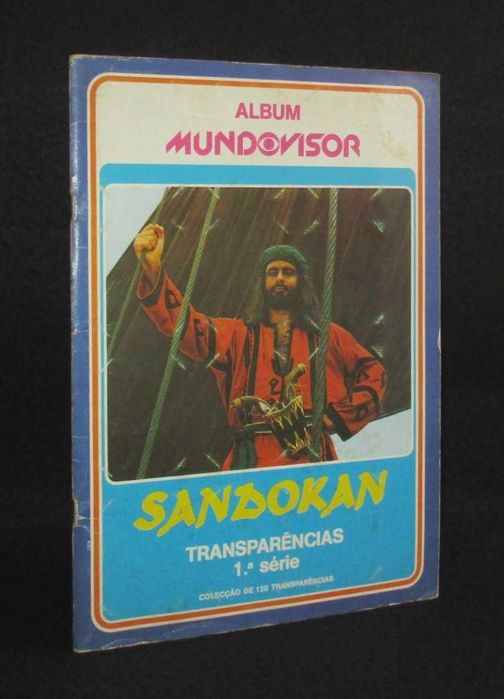 ALBUM
MUNDOVISOR
SANDOKAN
TRANSPARÊNCIAS
1.ª série
COLECÇÃO DE 120 TRANSPARÊNCIAS